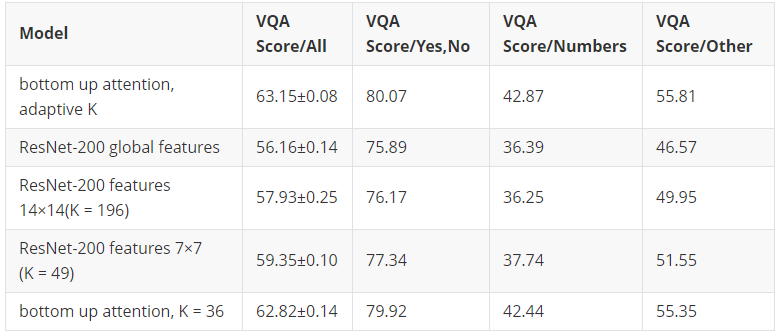 Model VQA Score/All VQA Score/Yes,No VQA Score/Numbers VQA Score/Other
bottom up attention, adaptive K 63.15±0.08 80.07 42.87 55.81
ResNet-200 global features 56.16±0.14 75.89 36.39 46.57
ResNet-200 features 14×14(K = 196) 57.93±0.25 76.17 36.25 49.95
ResNet-200 features 7×7 (K = 49) 59.35±0.10 77.34 37.74 51.55
bottom up attention, K = 36 62.82±0.14 79.92 42.44 55.35